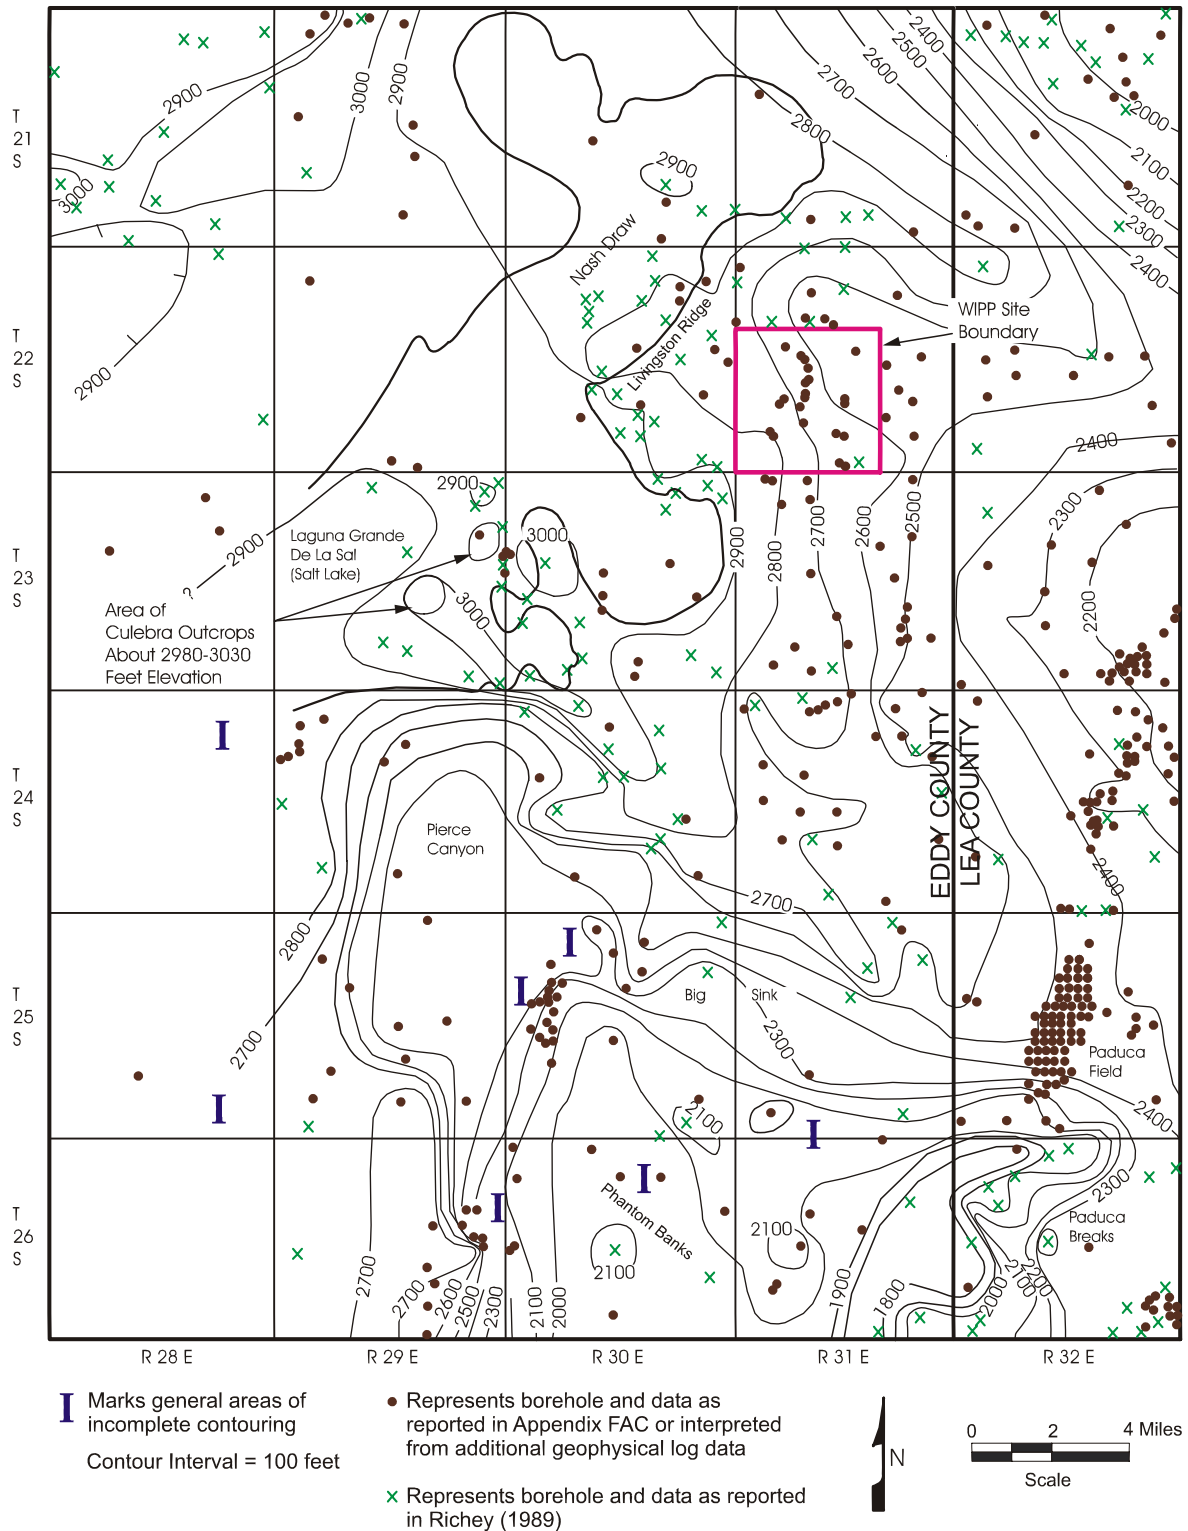 2400
2500
2600
2700
2800
2900
3000
2900
2000
2100
2200
2300
2400
T
21
S
3000
2900
Nash Draw
Livingston Ridge
WIPP Site
Boundary
T
22
S
2900
2400
2300
2200
2900
2800
2700
2600
2500
2900
Laguna Grande
De La Sal
(Salt Lake)
3000
2900
?
3000
T
23
S
Area of
Culebra Outcrops
About 2980-3030
Feet Elevation
I
EDDY COUNTY
LEA COUNTY
T
24
S
Pierce
Canyon
2400
2700
2800
I
I
Big Sink
T
25
S
2700
2300
Paduca
Field
2400
I
2100
I
I
I
Phantom Banks
2300
Paduca
Breaks
T
26
S
2100
2100
2700
2700
2600
2500
2300
2100
2000
1900
1800
2000
2100
2200
R 28 E
R 29 E
R 30 E
R 31 E
R 32 E
I Marks general areas of
incomplete contouring
Contour Interval = 100 feet
Represents borehole and data as
reported in Appendix FAC or interpreted
from additional geophysical log data
Represents borehole and data as reported
in Richey (1989)
N
0 2 4 Miles
Scale